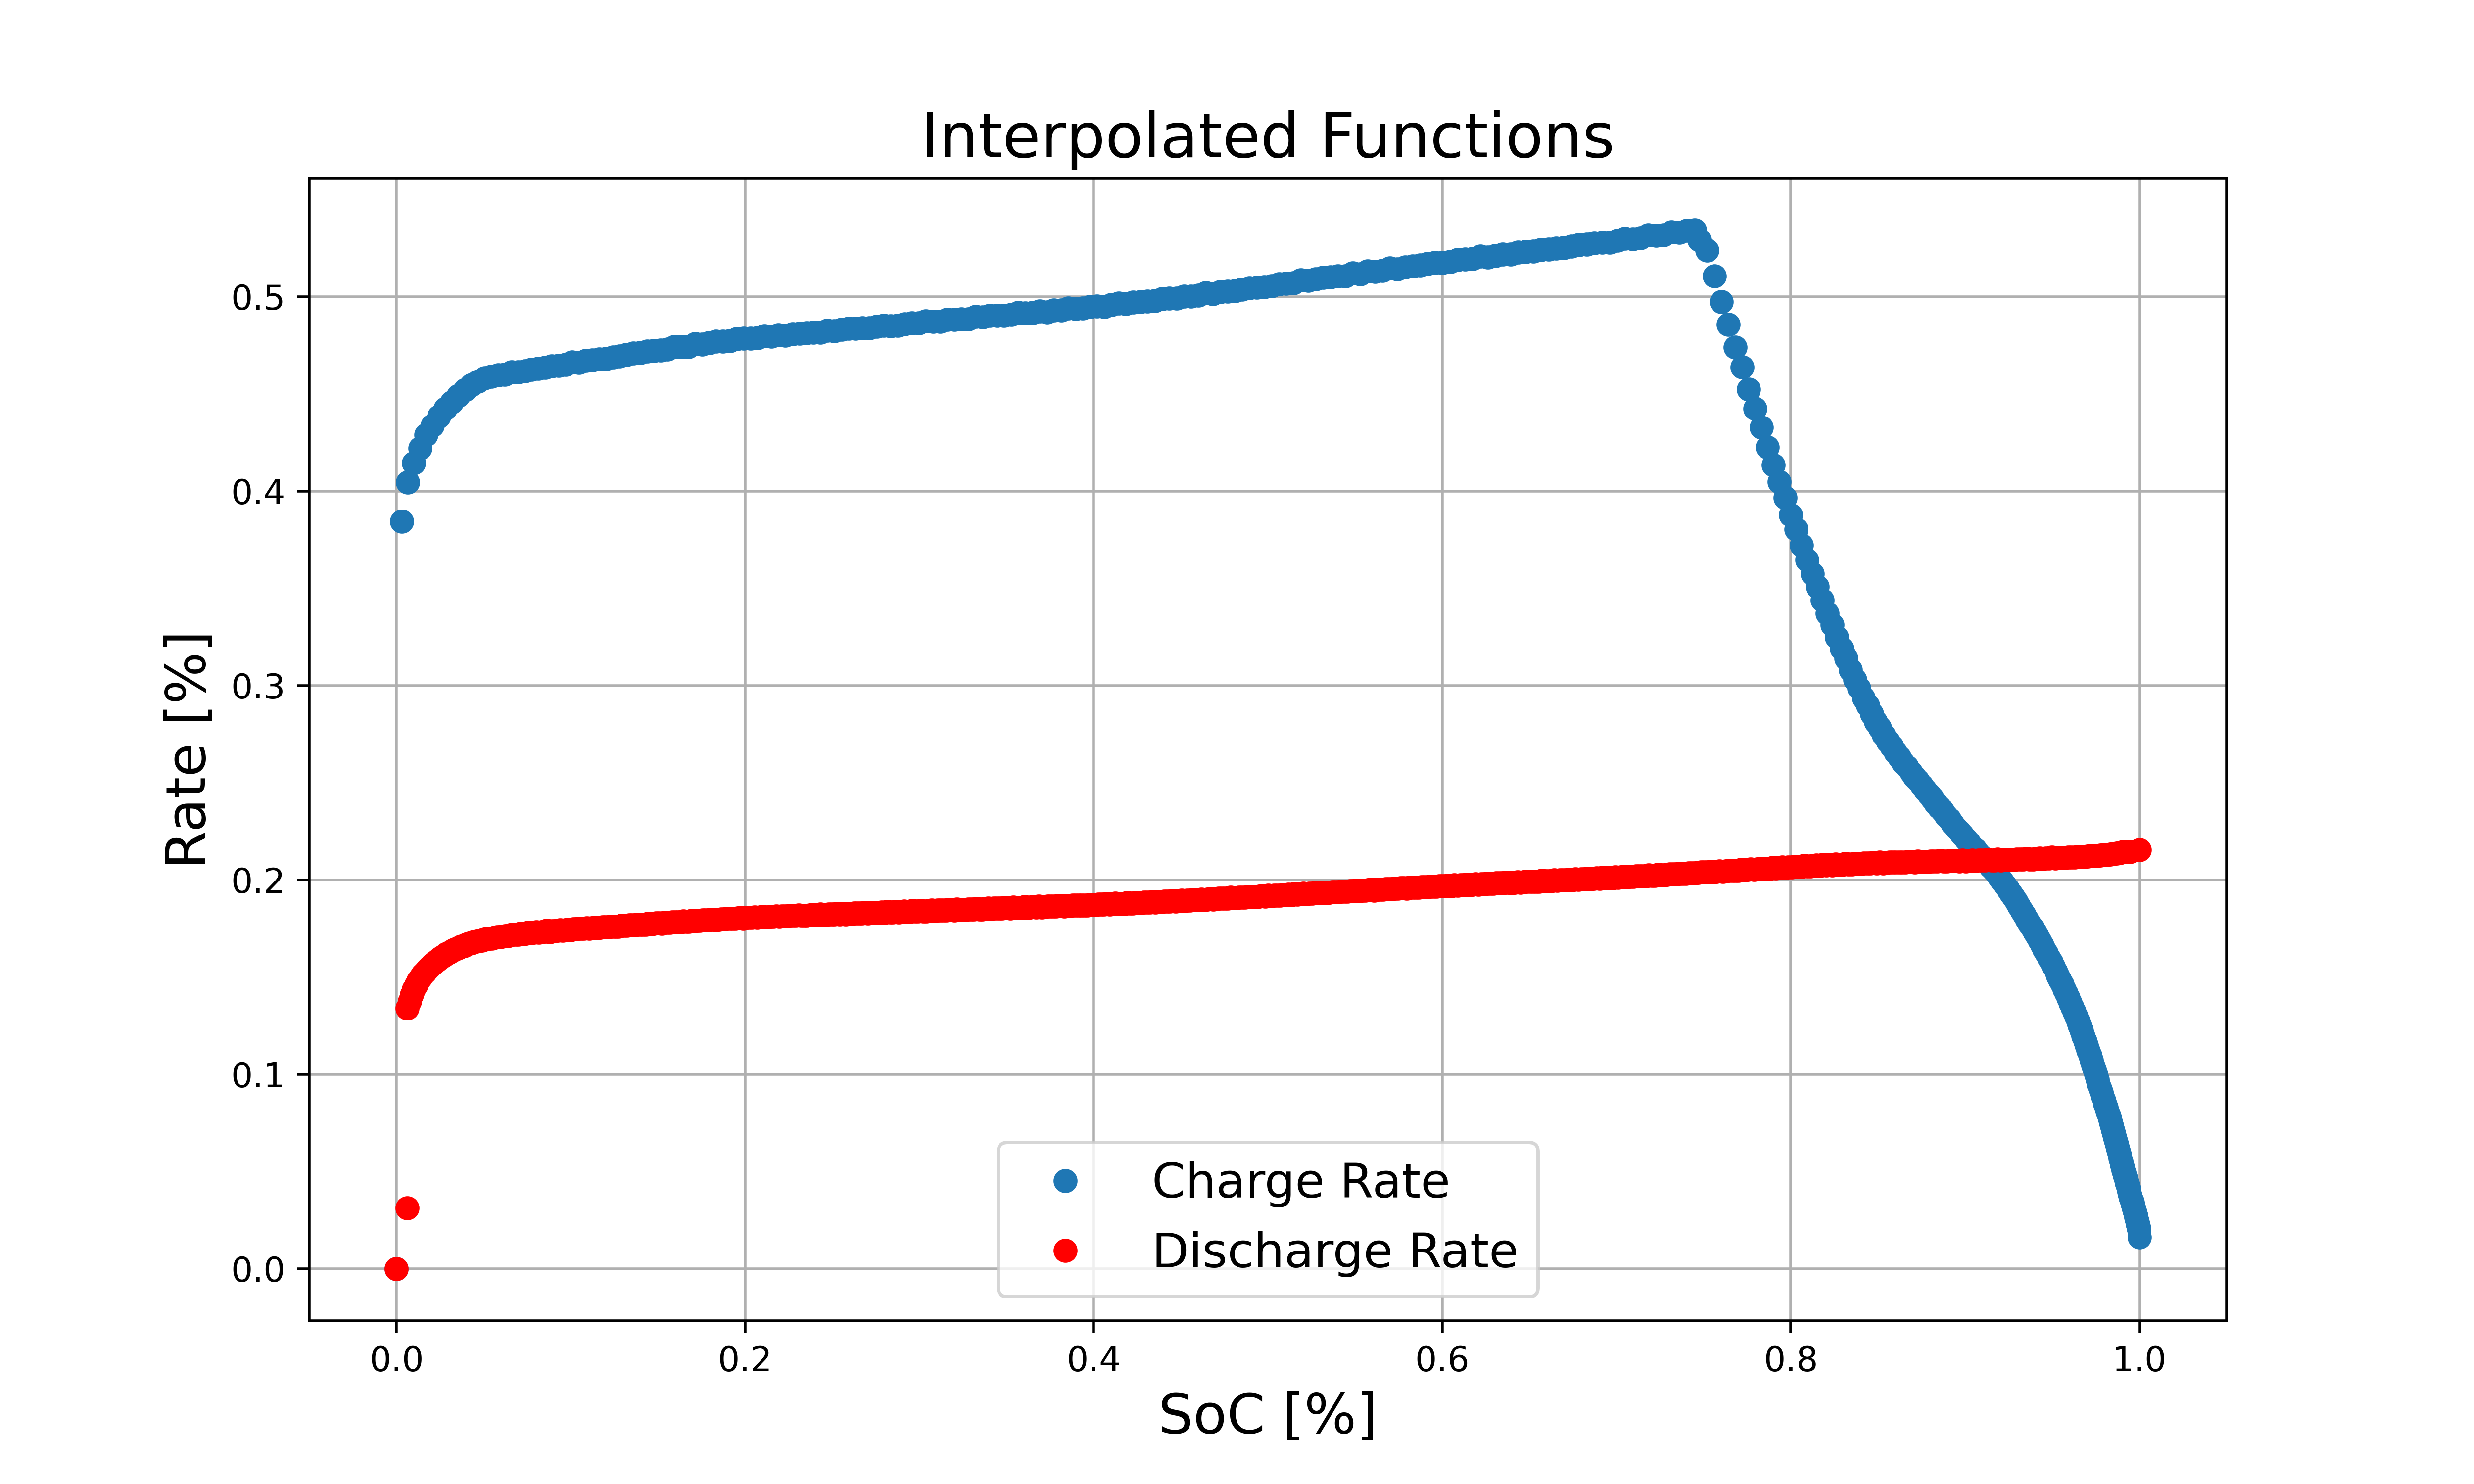 Interpolated Functions
Rate [%]
0.5
0.4
0.3
0.2
0.1
0.0
Charge Rate
Discharge Rate
0.0 0.2 0.4 0.6 0.8 1.0
SoC [%]